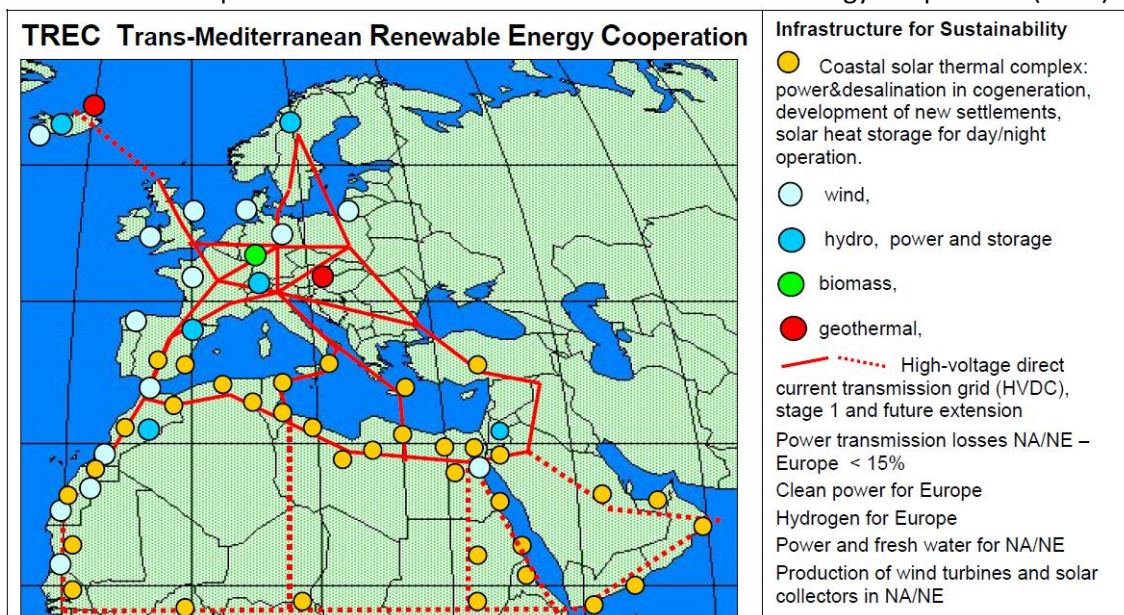 TREC Trans-Mediterranean Renewable Energy Cooperation
Infrastructure for Sustainability
Coastal solar thermal complex:
power&desalination in cogeneration,
development of new settlements,
solar heat storage for day/night
operation.
wind,
hydro, power and storage
biomass,
geothermal,
High-voltage direct
current transmission grid (HVDC),
stage 1 and future extension
Power transmission losses NA/NE –
Europe < 15%
Clean power for Europe
Hydrogen for Europe
Power and fresh water for NA/NE
Production of wind turbines and solar
collectors in NA/NE